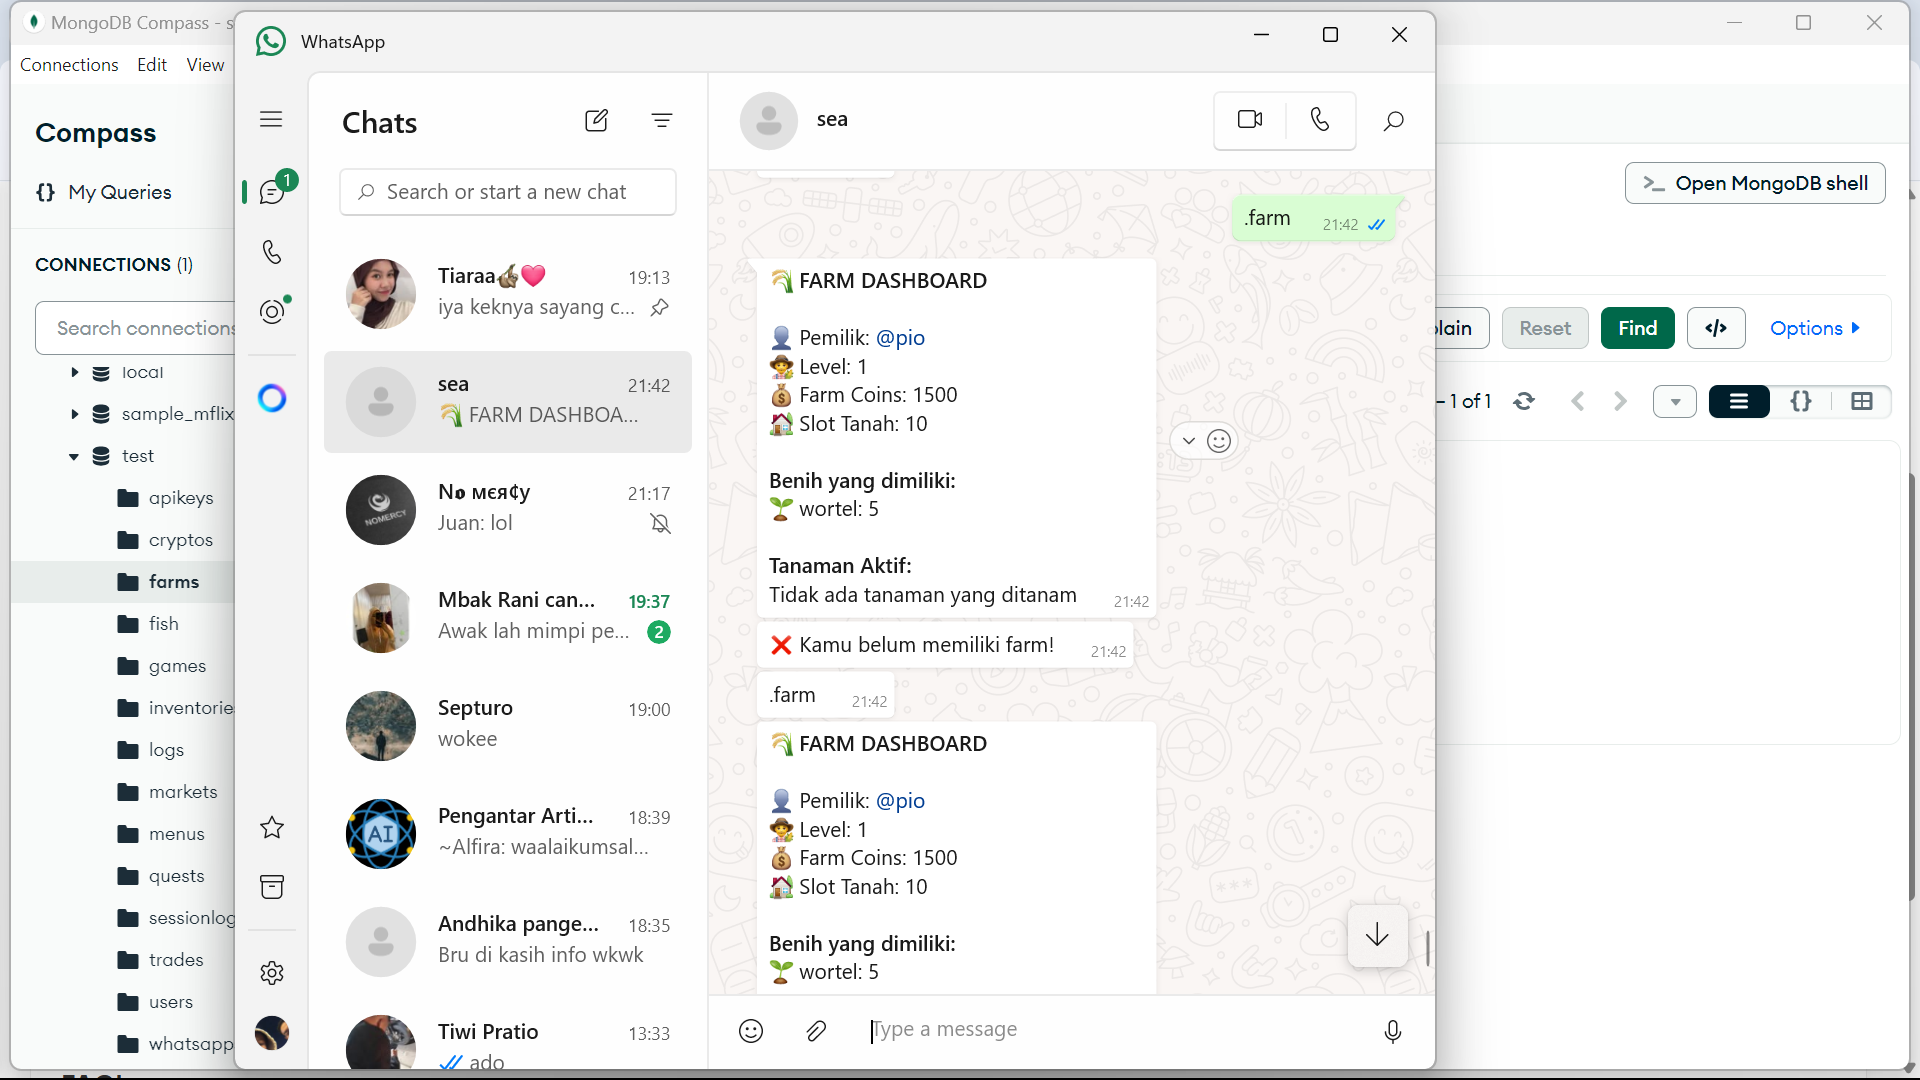 MongoDB Compass - s
Connections Edit View
Compass
{} My Queries
CONNECTIONS (1)
Search connections
local
sample_mflix
test
apikeys
cryptos
farms
fish
games
inventorie
logs
markets
menus
quests
sessionlog
trades
users
whatsapp
WhatsApp
1
Chats
Search or start a new chat
Tiaraa🫰🏿🩷 19:13
iya keknya sayang c...
sea 21:42
🌾 FARM DASHBOA...
N𝖔 мєя¢у 21:17
Juan: lol
NOMERCY
Mbak Rani can... 19:37
Awak lah mimpi pe... 2
Septuro 19:00
wokee
AI
Pengantar Arti... 18:39
~Alfira: waalaikumsal...
Andhika pange... 18:35
Bru di kasih info wkwk
Tiwi Pratio 13:33
ado
sea
.farm 21:42
🌾 FARM DASHBOARD
👤 Pemilik: @pio
🧑‍🌾 Level: 1
💰 Farm Coins: 1500
🏡 Slot Tanah: 10
Benih yang dimiliki:
🌱 wortel: 5
Tanaman Aktif:
Tidak ada tanaman yang ditanam 21:42
❌ Kamu belum memiliki farm! 21:42
.farm 21:42
🌾 FARM DASHBOARD
👤 Pemilik: @pio
🧑‍🌾 Level: 1
💰 Farm Coins: 1500
🏡 Slot Tanah: 10
Benih yang dimiliki:
🌱 wortel: 5
Type a message
>_ Open MongoDB shell
lain Reset Find </> Options
– 1 of 1 {}